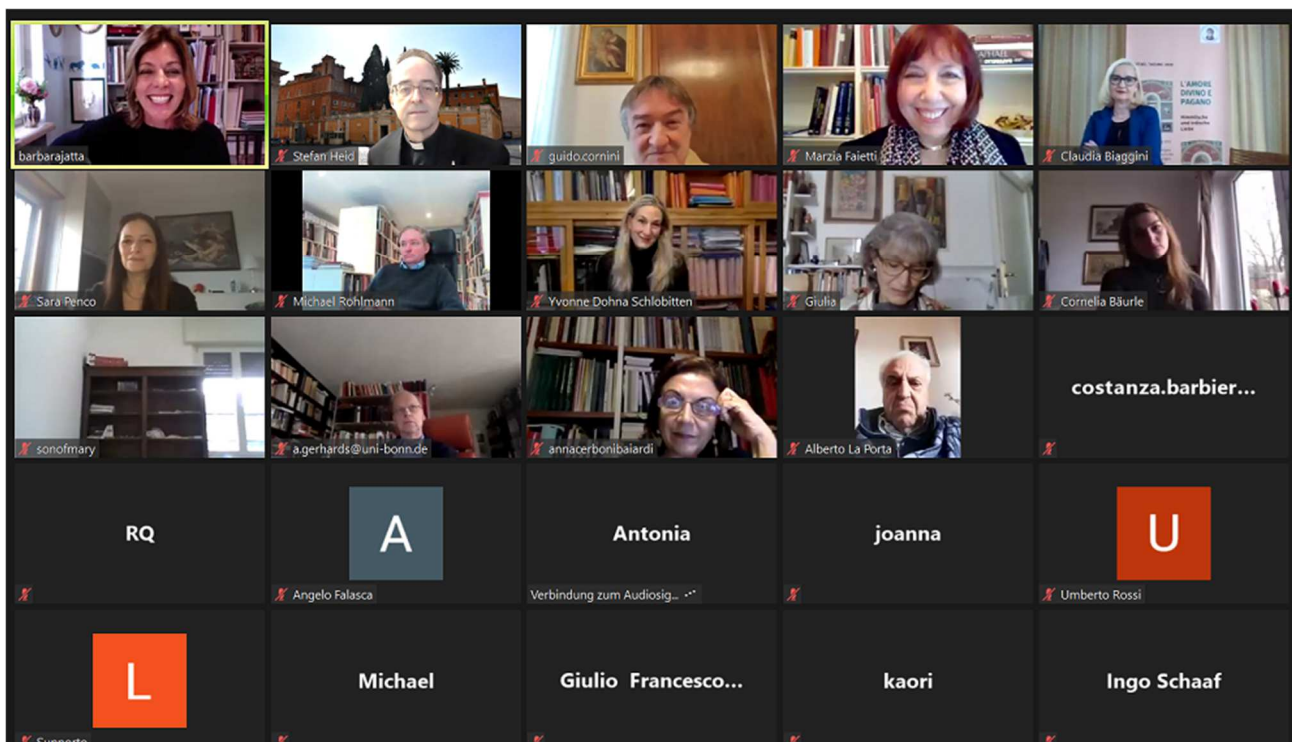 barbarajatta
Stefan Heid
guido.cornini
Marzia Faietti
RAPHAEL
Claudia Biaggini
L'AMORE
DIVINO E
PAGANO
Sara Penco
Michael Rohlmann
Yvonne Dohna Schlobitten
Giulia
Cornelia Bäurle
sonofmary
a.gerhards@uni-bonn.de
annacerbonibaiardi
Alberto La Porta
costanza.barbier...
RQ
A
Angelo Falasca
Antonia
Verbindung zum Audiosig...
joanna
U
Umberto Rossi
L
Supporto
Michael
Giulio Francesco...
kaori
Ingo Schaaf